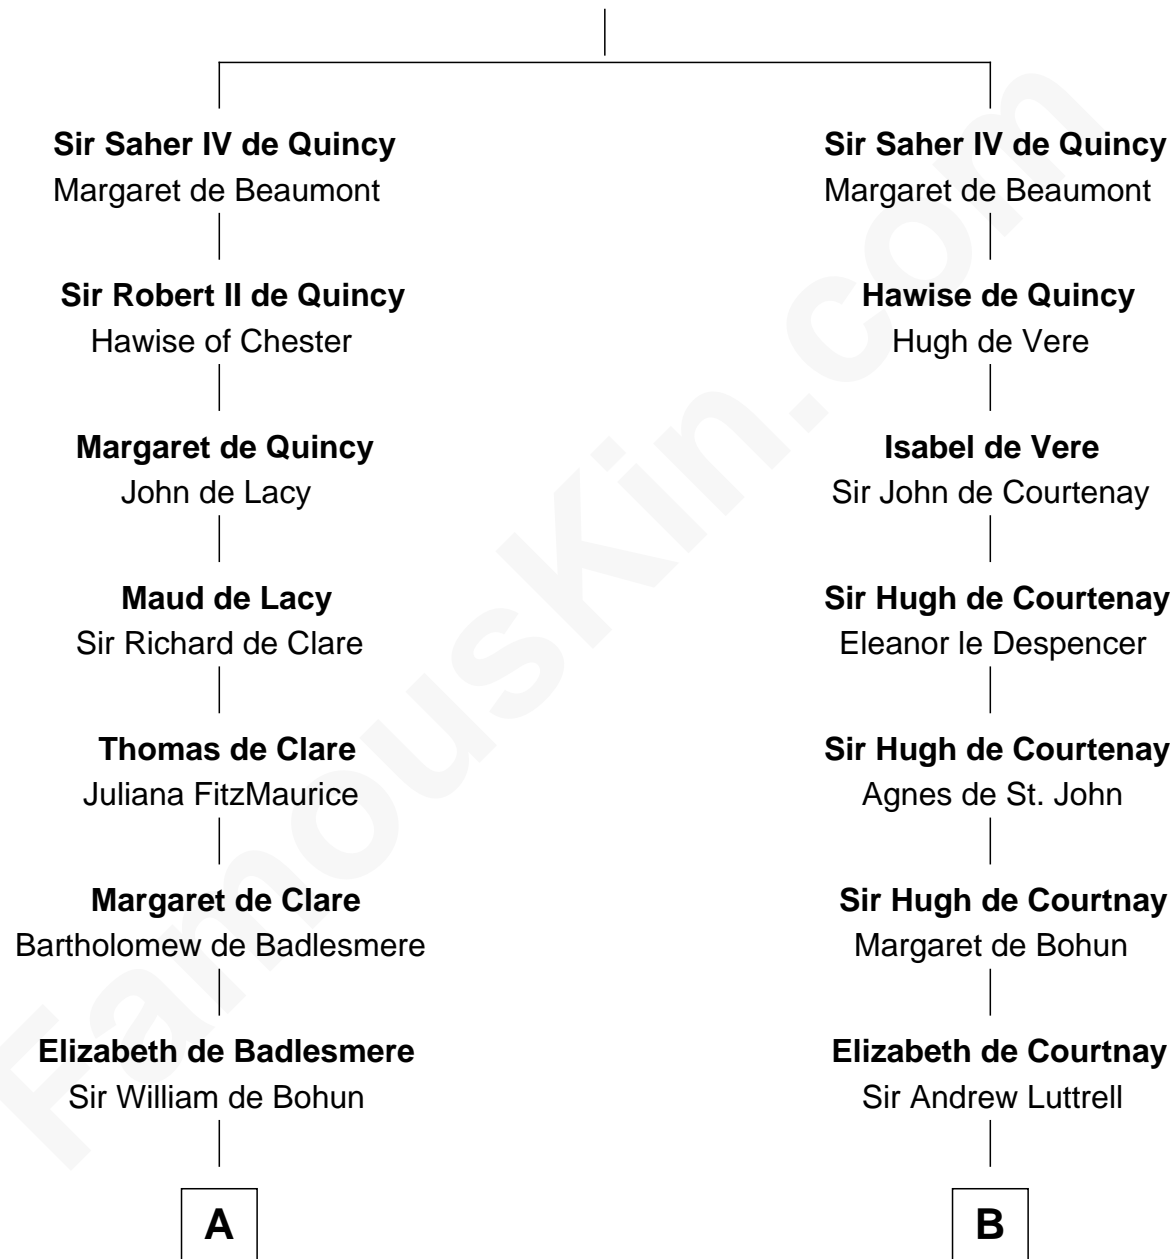 Sir Saher IV de Quincy
Margaret de Beaumont
Sir Robert II de Quincy
Hawise of Chester
Margaret de Quincy
John de Lacy
Maud de Lacy
Sir Richard de Clare
Thomas de Clare
Juliana FitzMaurice
Margaret de Clare
Bartholomew de Badlesmere
Elizabeth de Badlesmere
Sir William de Bohun
A
Sir Saher IV de Quincy
Margaret de Beaumont
Hawise de Quincy
Hugh de Vere
Isabel de Vere
Sir John de Courtenay
Sir Hugh de Courtenay
Eleanor le Despencer
Sir Hugh de Courtenay
Agnes de St. John
Sir Hugh de Courtnay
Margaret de Bohun
Elizabeth de Courtnay
Sir Andrew Luttrell
B
FamousKin.com